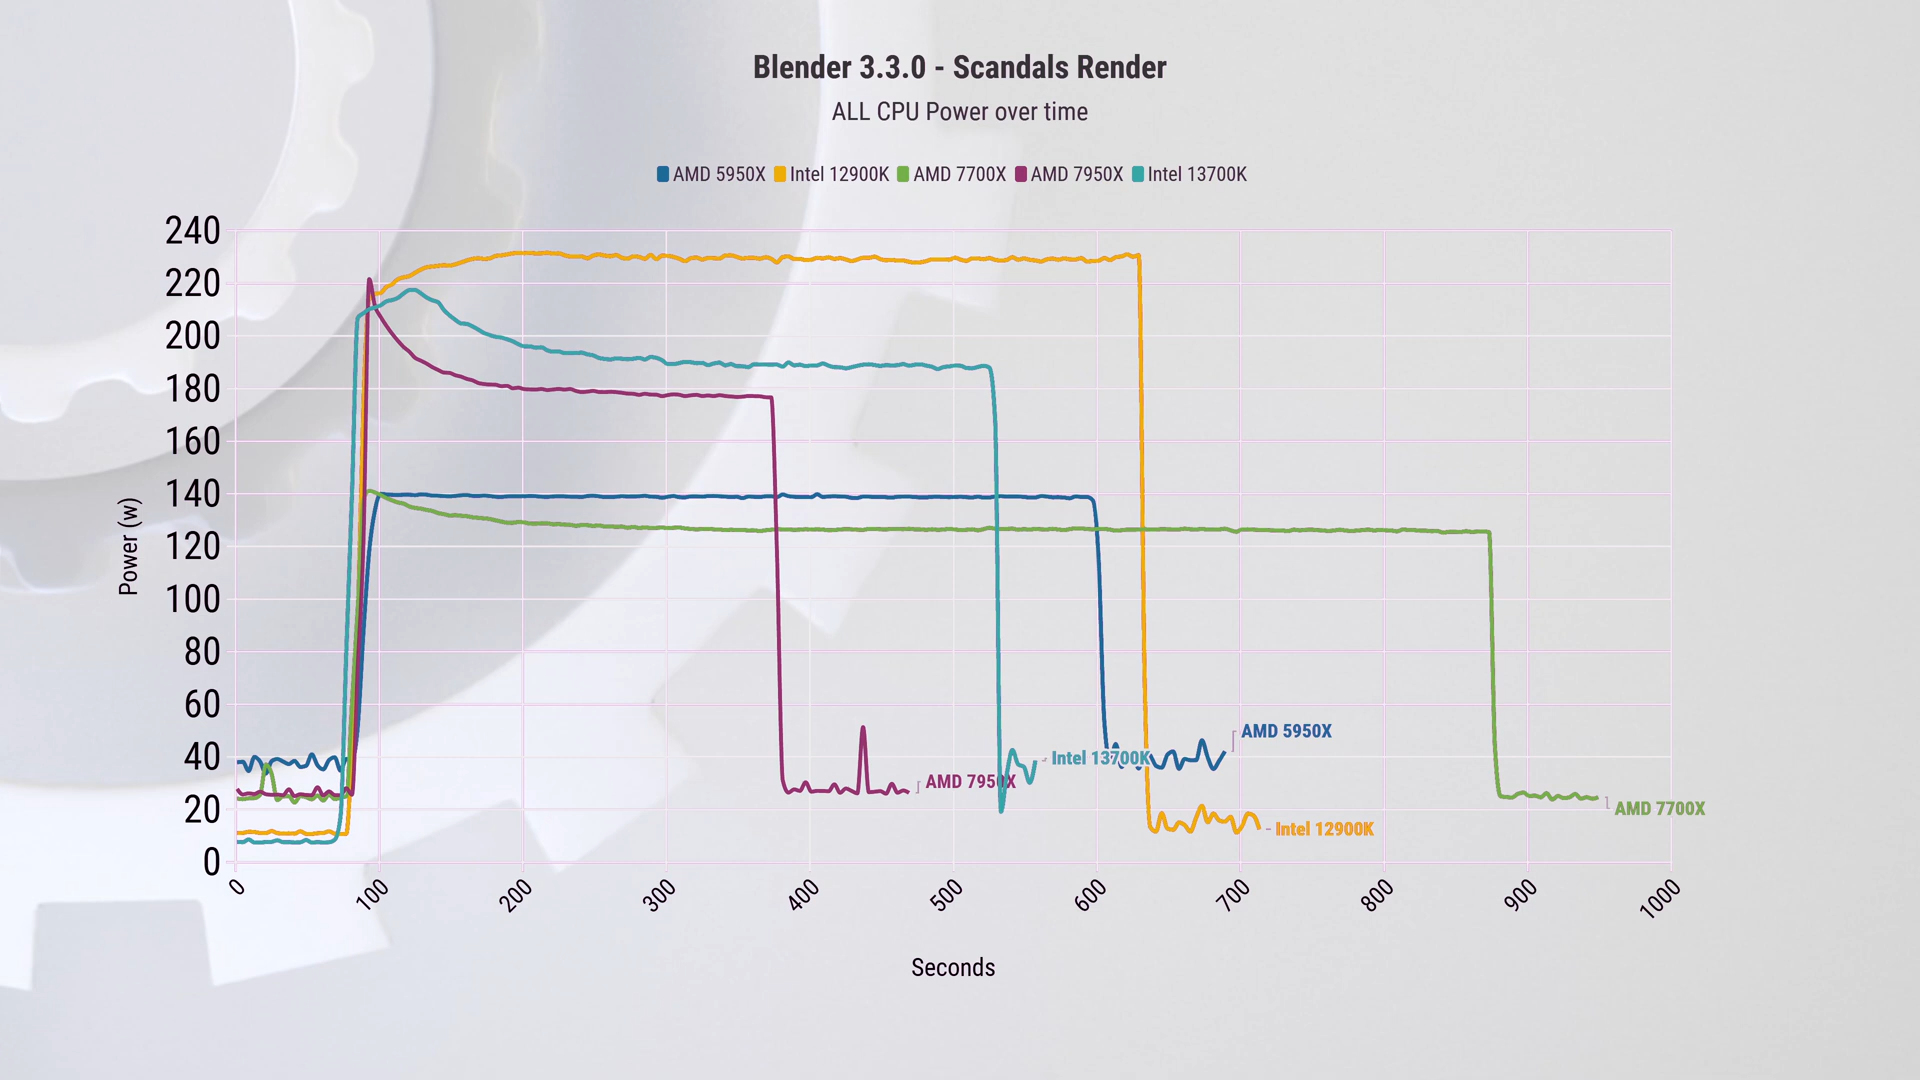 Blender 3.3.0 - Scandals Render
ALL CPU Power over time
AMD 5950X Intel 12900K AMD 7700X AMD 7950X Intel 13700K
240
220
200
180
160
140
120
100
80
60
40
20
0
Power (w)
AMD 5950X
Intel 13700K
AMD 7950X
AMD 7700X
Intel 12900K
0 100 200 300 400 500 600 700 800 900 1000
Seconds